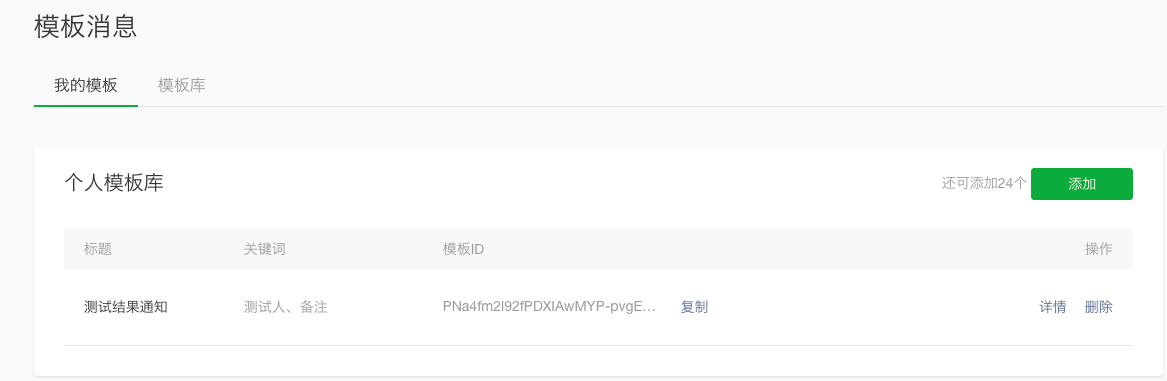 模板消息
我的模板 模板库
个人模板库 还可添加24个 添加
标题 关键词 模板ID 操作
测试结果通知 测试人、备注 PNa4fm2l92fPDXIAwMYP-pvgE... 复制 详情 删除